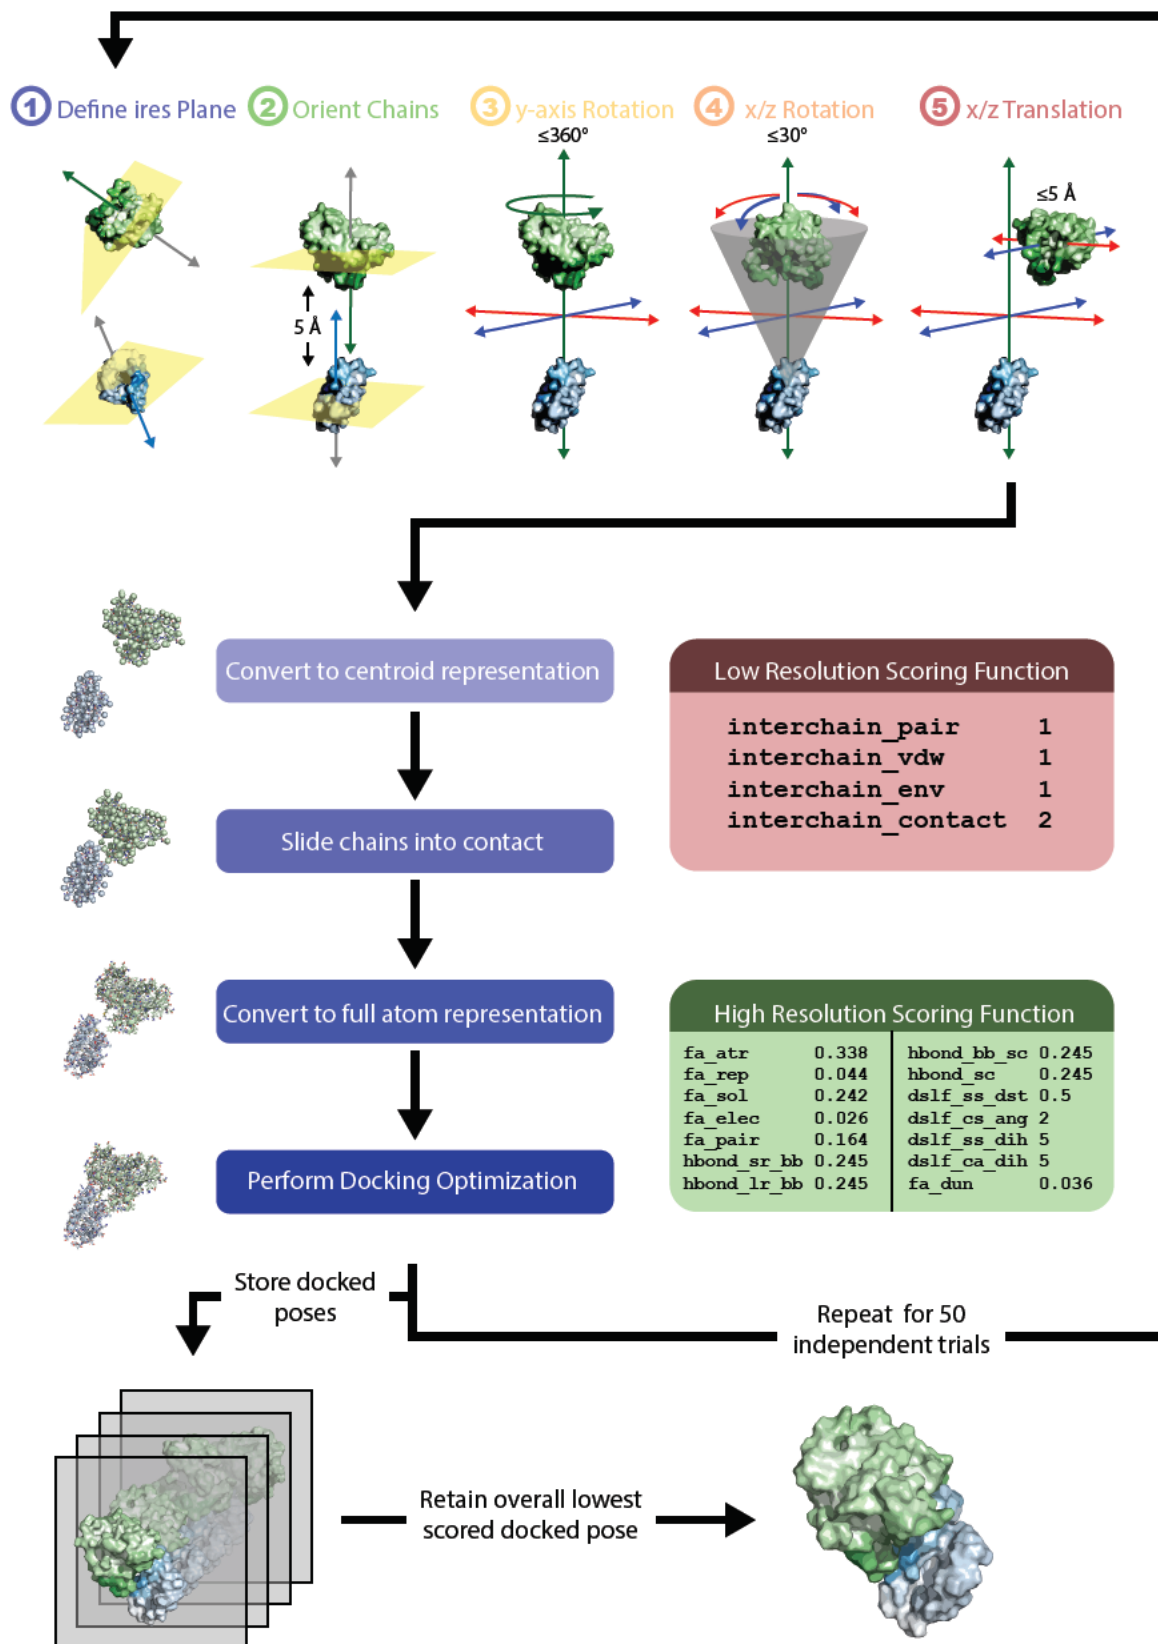 1 Define ires Plane
2 Orient Chains
3 y-axis Rotation
≤360°
4 x/z Rotation
≤30°
5 x/z Translation
≤5 Å
5 Å
Convert to centroid representation
Slide chains into contact
Convert to full atom representation
Perform Docking Optimization
Low Resolution Scoring Function
interchain_pair 1
interchain_vdw 1
interchain_env 1
interchain_contact 2
High Resolution Scoring Function
fa_atr 0.338
fa_rep 0.044
fa_sol 0.242
fa_elec 0.026
fa_pair 0.164
hbond_sr_bb 0.245
hbond_lr_bb 0.245
hbond_bb_sc 0.245
hbond_sc 0.245
dslf_ss_dst 0.5
dslf_cs_ang 2
dslf_ss_dih 5
dslf_ca_dih 5
fa_dun 0.036
Store docked
poses
Repeat for 50
independent trials
Retain overall lowest
scored docked pose